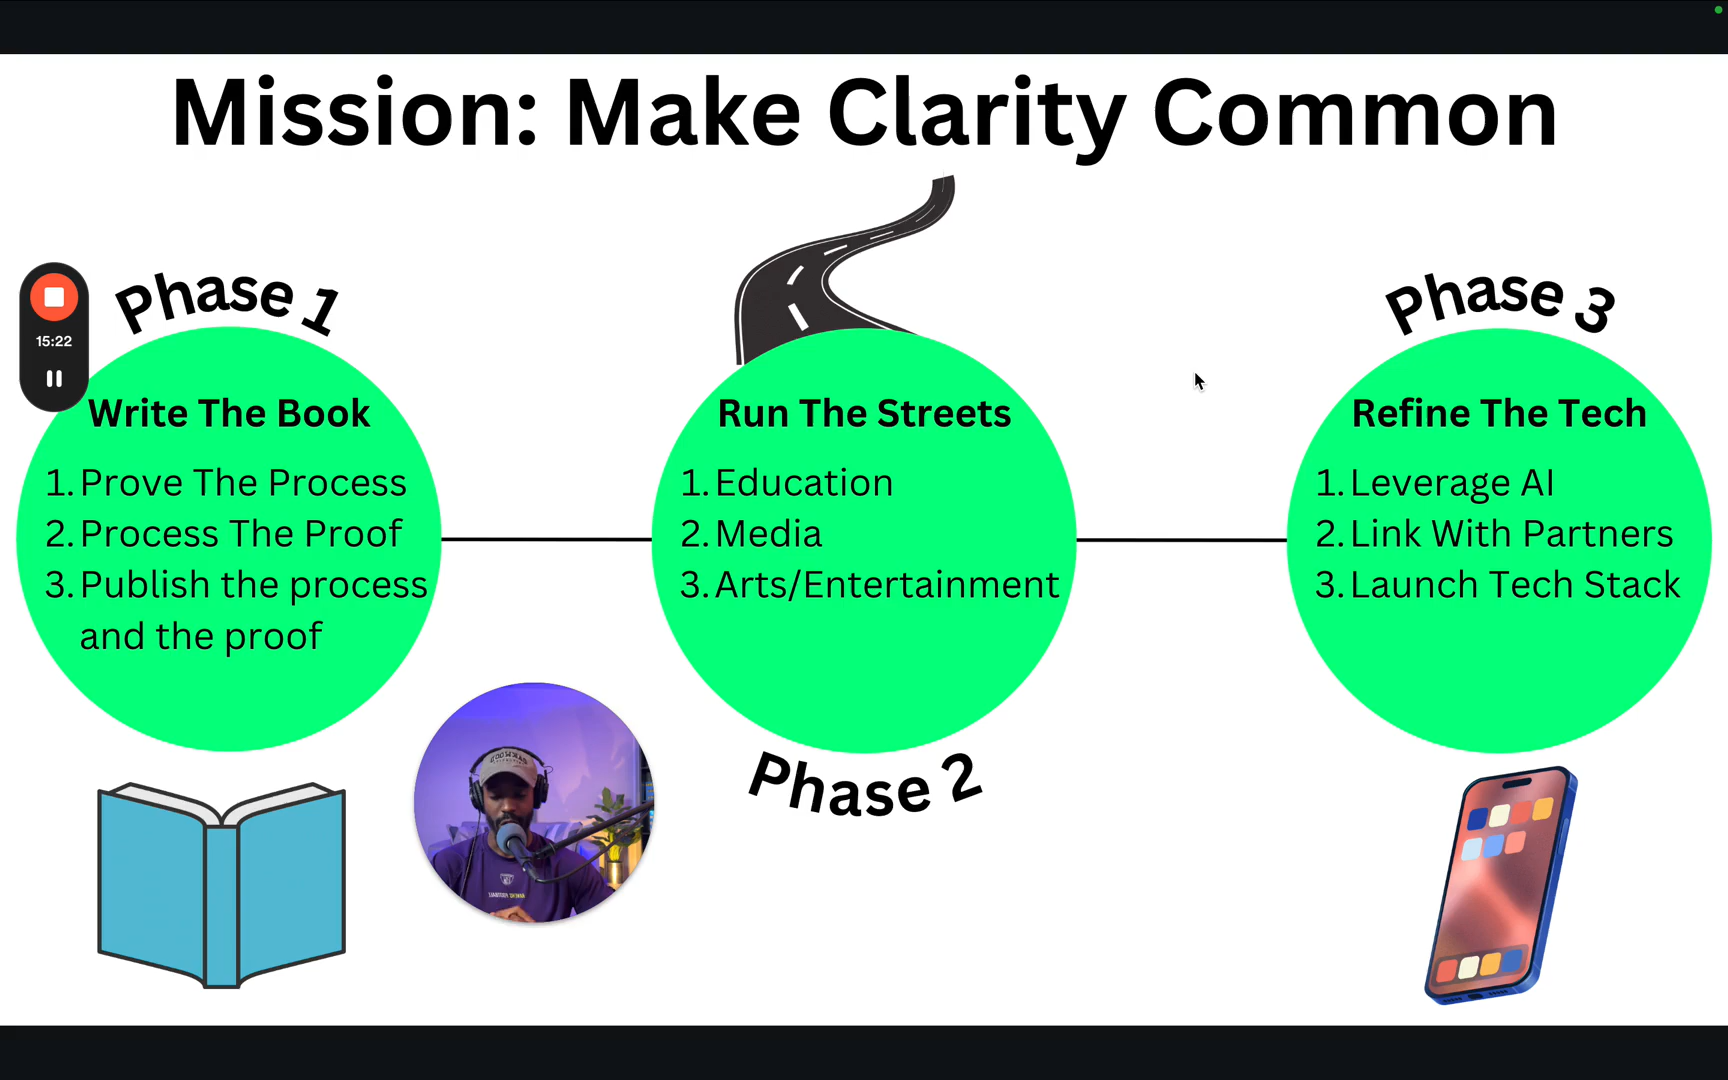 Mission: Make Clarity Common
15:22
Phase 1
Write The Book
1. Prove The Process
2. Process The Proof
3. Publish the process
and the proof
Run The Streets
1. Education
2. Media
3. Arts/Entertainment
Phase 2
Phase 3
Refine The Tech
1. Leverage AI
2. Link With Partners
3. Launch Tech Stack